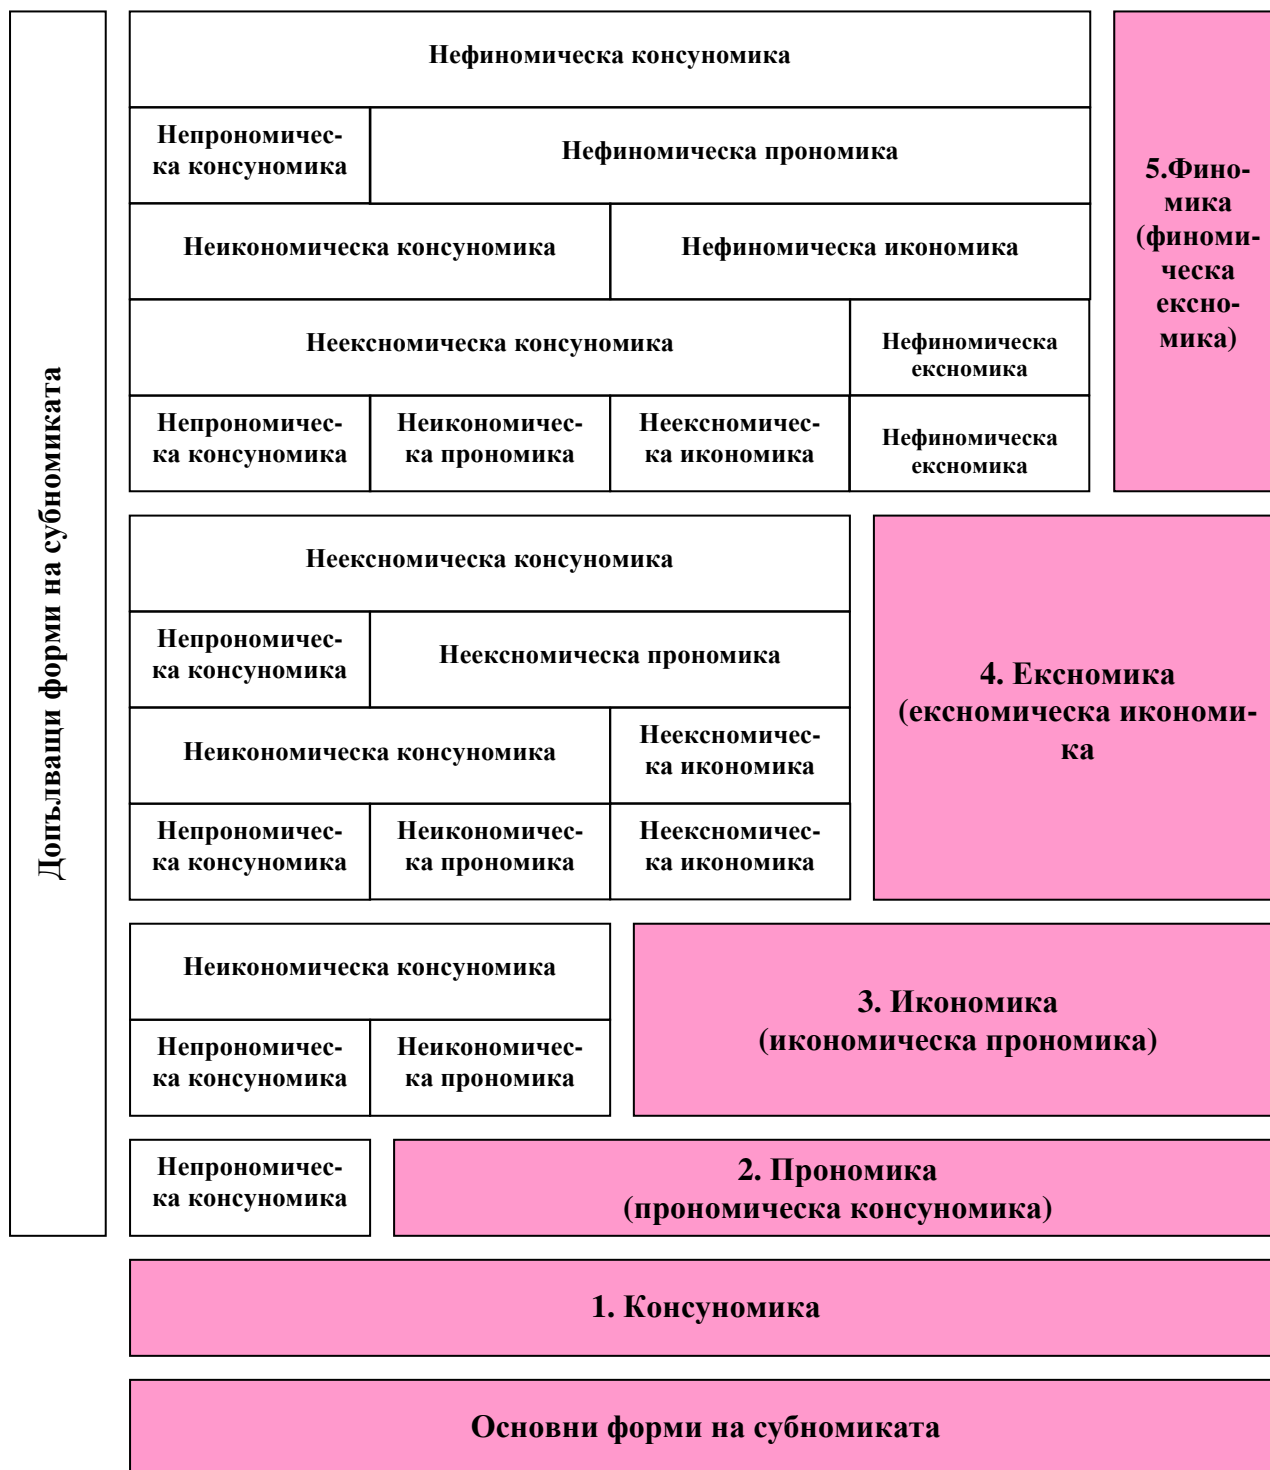 Допълващи форми на субномиката
Нефиномическа консуномика
Непрономичес-
ка консуномика
Нефиномическа прономика
Неикономическа консуномика
Нефиномическа икономика
Неексномическа консуномика
Нефиномическа
ексномика
Непрономичес-
ка консуномика
Неикономичес-
ка прономика
Неексномичес-
ка икономика
Нефиномическа
ексномика
5.Фино-
мика
(финоми-
ческа
ексно-
мика)
Неексномическа консуномика
Непрономичес-
ка консуномика
Неексномическа прономика
Неикономическа консуномика
Неексномичес-
ка икономика
Непрономичес-
ка консуномика
Неикономичес-
ка прономика
Неексномичес-
ка икономика
4. Ексномика
(ексномическа икономи-
ка
Неикономическа консуномика
Непрономичес-
ка консуномика
Неикономичес-
ка прономика
3. Икономика
(икономическа прономика)
Непрономичес-
ка консуномика
2. Прономика
(прономическа консуномика)
1. Консуномика
Основни форми на субномиката